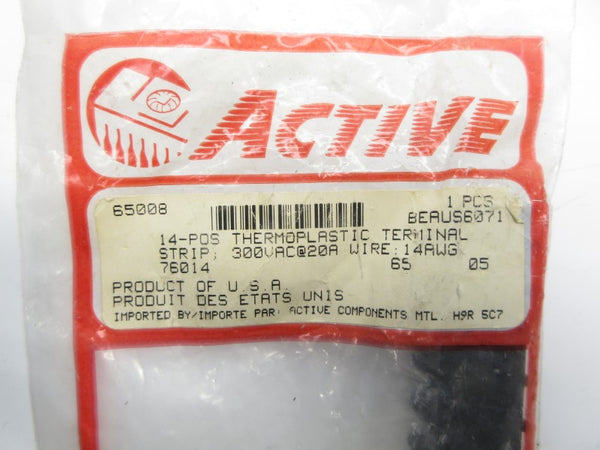 ACTIVE
65008 1 PCS
BEAUS6071
14-POS THERMOPLASTIC TERMINAL
STRIP; 300VAC@20A WIRE:14AWG
76014 65 05
PRODUCT OF U.S.A.
PRODUIT DES ETATS UNIS
IMPORTED BY/IMPORTE PAR: ACTIVE COMPONENTS MTL. H9R 5C7